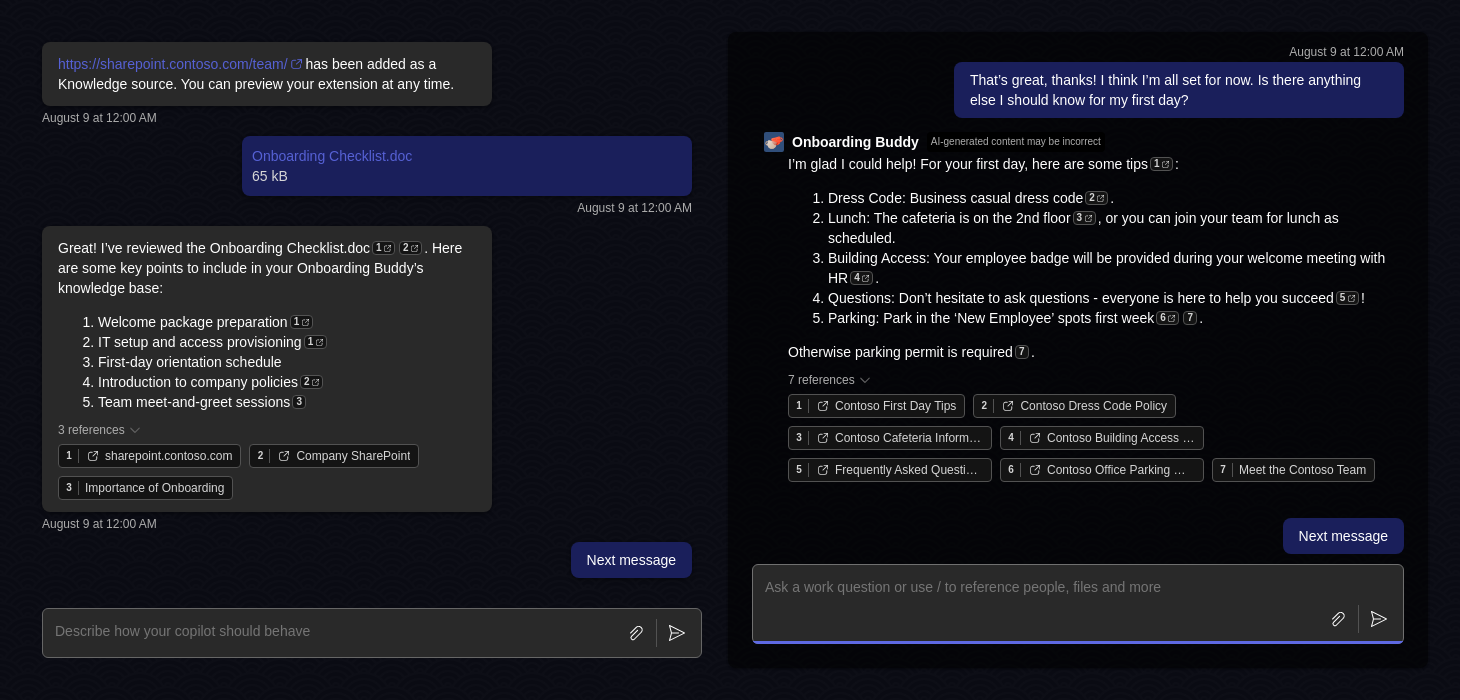 https://sharepoint.contoso.com/team/ has been added as a
Knowledge source. You can preview your extension at any time.
August 9 at 12:00 AM
Onboarding Checklist.doc
65 kB
August 9 at 12:00 AM
Great! I’ve reviewed the Onboarding Checklist.doc 1 2 . Here
are some key points to include in your Onboarding Buddy’s
knowledge base:
1. Welcome package preparation 1
2. IT setup and access provisioning 1
3. First-day orientation schedule
4. Introduction to company policies 2
5. Team meet-and-greet sessions 3
3 references
1 sharepoint.contoso.com 2 Company SharePoint
3 Importance of Onboarding
August 9 at 12:00 AM
Next message
Describe how your copilot should behave
August 9 at 12:00 AM
That’s great, thanks! I think I’m all set for now. Is there anything
else I should know for my first day?
Onboarding Buddy AI-generated content may be incorrect
I’m glad I could help! For your first day, here are some tips 1 :
1. Dress Code: Business casual dress code 2 .
2. Lunch: The cafeteria is on the 2nd floor 3 , or you can join your team for lunch as
scheduled.
3. Building Access: Your employee badge will be provided during your welcome meeting with
HR 4 .
4. Questions: Don’t hesitate to ask questions - everyone is here to help you succeed 5 !
5. Parking: Park in the ‘New Employee’ spots first week 6 7 .
Otherwise parking permit is required 7 .
7 references
1 Contoso First Day Tips 2 Contoso Dress Code Policy
3 Contoso Cafeteria Inform… 4 Contoso Building Access …
5 Frequently Asked Questi… 6 Contoso Office Parking … 7 Meet the Contoso Team
Next message
Ask a work question or use / to reference people, files and more